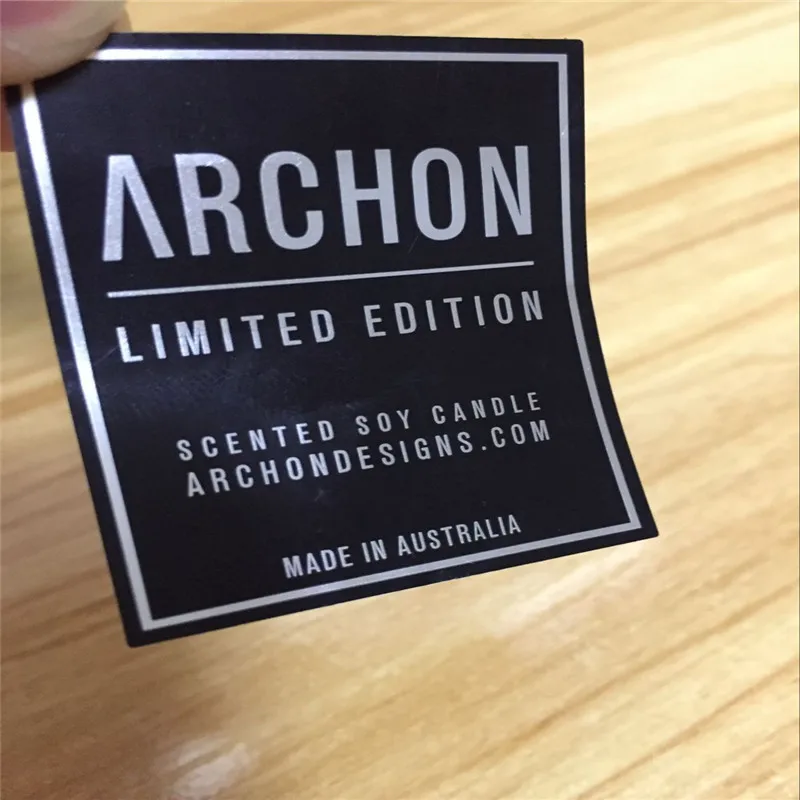 ARCHON
LIMITED EDITION
SCENTED SOY CANDLE
ARCHONDESIGNS.COM
MADE IN AUSTRALIA